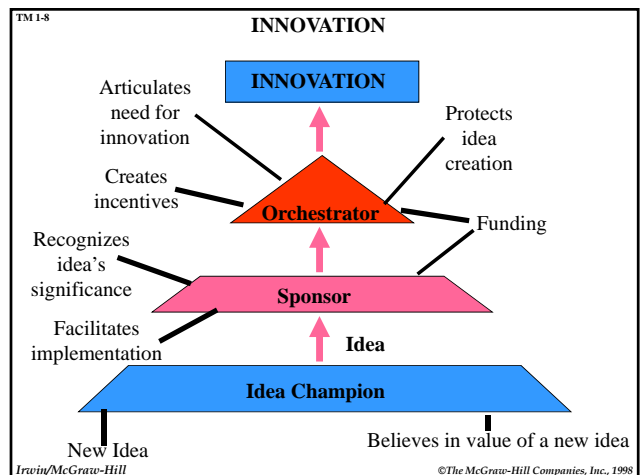 TM 1-8
INNOVATION
INNOVATION
Articulates
need for
innovation
Protects
idea
creation
Creates
incentives
Orchestrator
Funding
Recognizes
idea's
significance
Sponsor
Facilitates
implementation
Idea
Idea Champion
New Idea
Believes in value of a new idea
Irwin/McGraw-Hill
©The McGraw-Hill Companies, Inc., 1998